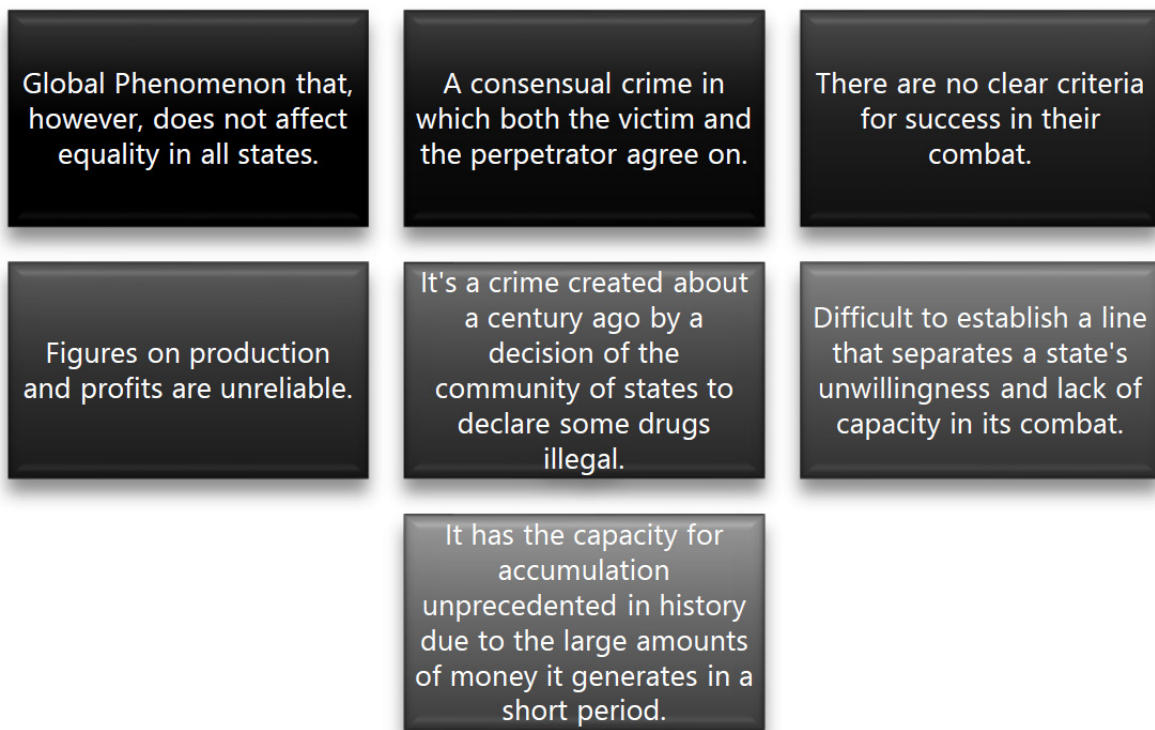 Global Phenomenon that,
however, does not affect
equality in all states.
A consensual crime in
which both the victim and
the perpetrator agree on.
There are no clear criteria
for success in their
combat.
Figures on production
and profits are unreliable.
It's a crime created about
a century ago by a
decision of the
community of states to
declare some drugs
illegal.
Difficult to establish a line
that separates a state's
unwillingness and lack of
capacity in its combat.
It has the capacity for
accumulation
unprecedented in history
due to the large amounts
of money it generates in a
short period.